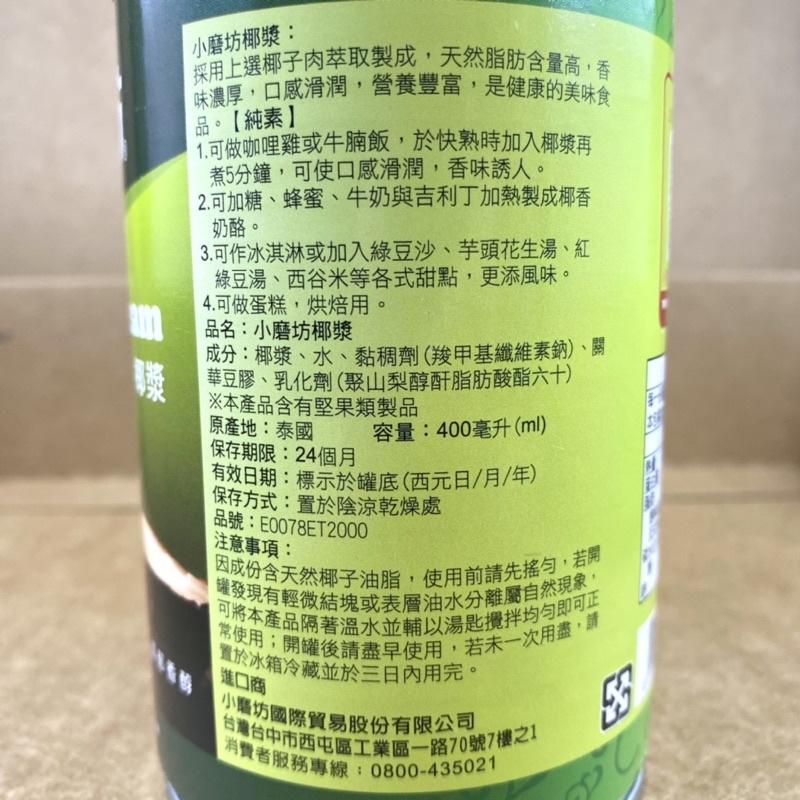 小磨坊椰漿：
採用上選椰子肉萃取製成，天然脂肪含量高，香
味濃厚，口感滑潤，營養豐富，是健康的美味食
品。【純素】
1.可做咖哩雞或牛腩飯，於快熟時加入椰漿再
煮5分鐘，可使口感滑潤，香味誘人。
2.可加糖、蜂蜜、牛奶與吉利丁加熱製成椰香
奶酪。
3.可作冰淇淋或加入綠豆沙、芋頭花生湯、紅
綠豆湯、西谷米等各式甜點，更添風味。
4.可做蛋糕，烘焙用。
品名：小磨坊椰漿
成分：椰漿、水、黏稠劑(羧甲基纖維素鈉)、關
華豆膠、乳化劑(聚山梨醇酐脂肪酸酯六十)
※本產品含有堅果類製品
原產地：泰國 容量：400毫升(ml)
保存期限：24個月
有效日期：標示於罐底(西元日/月/年)
保存方式：置於陰涼乾燥處
品號：E0078ET2000
注意事項：
因成份含天然椰子油脂，使用前請先搖勻，若開
罐發現有輕微結塊或表層油水分離屬自然現象，
可將本產品隔著溫水並輔以湯匙攪拌均勻即可正
常使用；開罐後請盡早使用，若未一次用盡，請
置於冰箱冷藏並於三日內用完。
進口商
小磨坊國際貿易股份有限公司
台灣台中市西屯區工業區一路70號7樓之1
消費者服務專線：0800-435021
am
椰漿
香醇